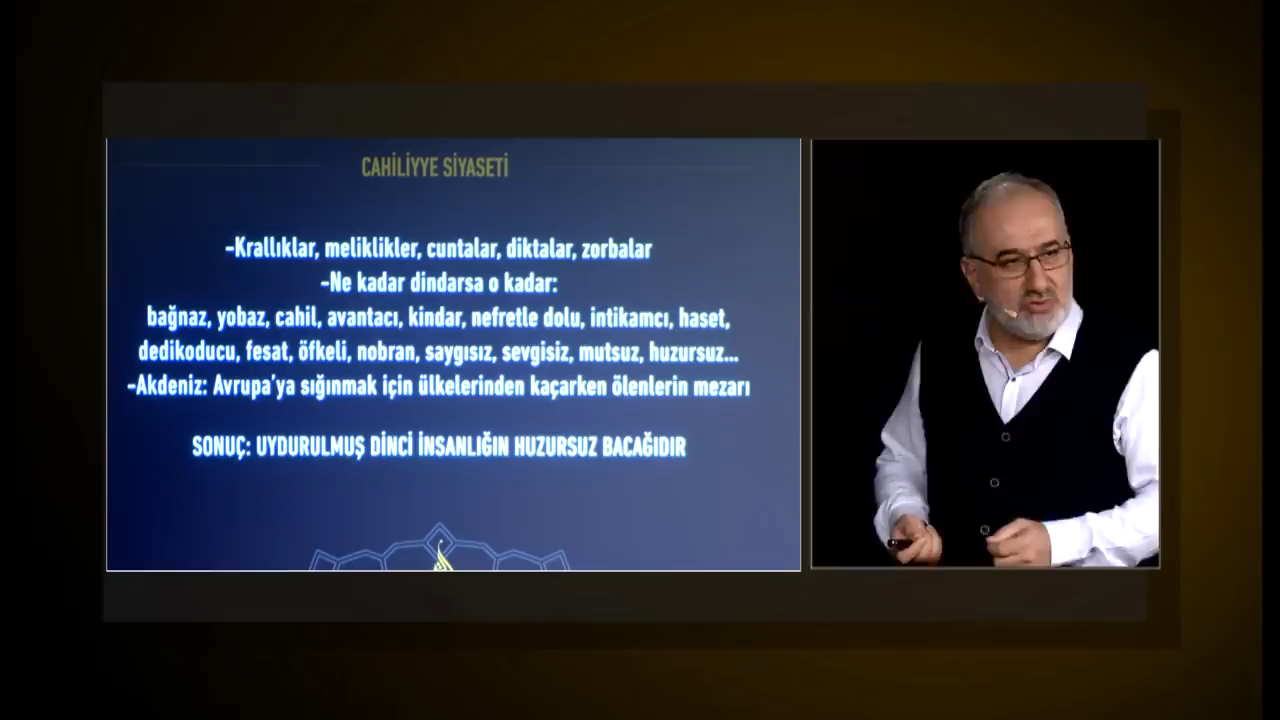 CAHİLİYYE SİYASETİ
-Krallıklar, meliklikler, cuntalar, diktalar, zorbalar
-Ne kadar dindarsa o kadar:
bağnaz, yobaz, cahil, avantacı, kindar, nefretle dolu, intikamcı, haset,
dedikoducu, fesat, öfkeli, nobran, saygısız, sevgisiz, mutsuz, huzursuz...
-Akdeniz: Avrupa'ya sığınmak için ülkelerinden kaçarken ölenlerin mezarı
SONUÇ: UYDURULMUŞ DİNCİ İNSANLIĞIN HUZURSUZ BACAĞIDIR